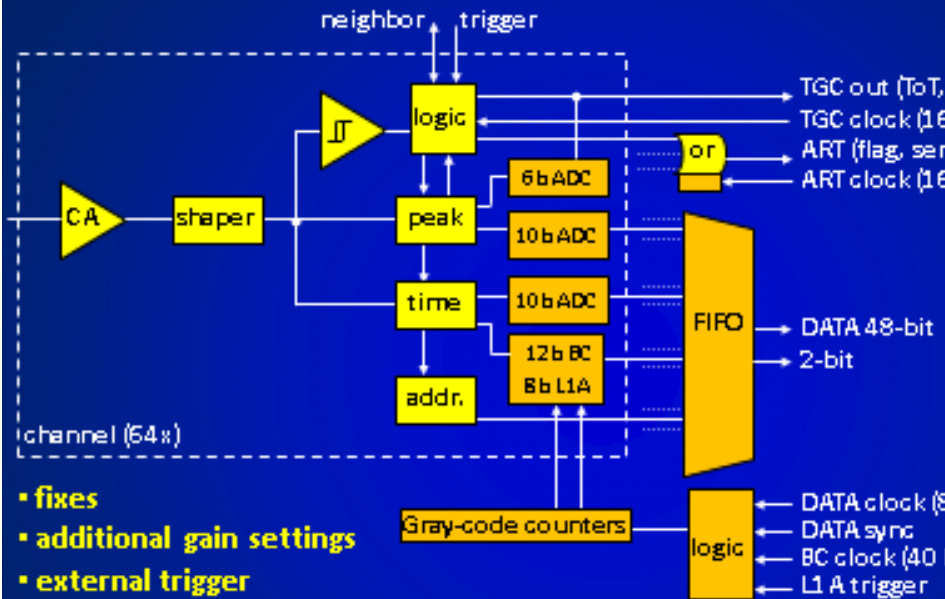 neighbor trigger
TGC out (ToT,
TGC clock (16
logic
or
ART (flag, ser
ART clock (16
6b ADC
CA
shaper
peak
10b ADC
time
10b ADC
FIFO
DATA 48-bit
2-bit
12b BC
8b L1A
addr.
channel (64x)
▪ fixes
▪ additional gain settings
▪ external trigger
Gray-code counters
logic
DATA clock (8
DATA sync
BC clock (40
L1A trigger